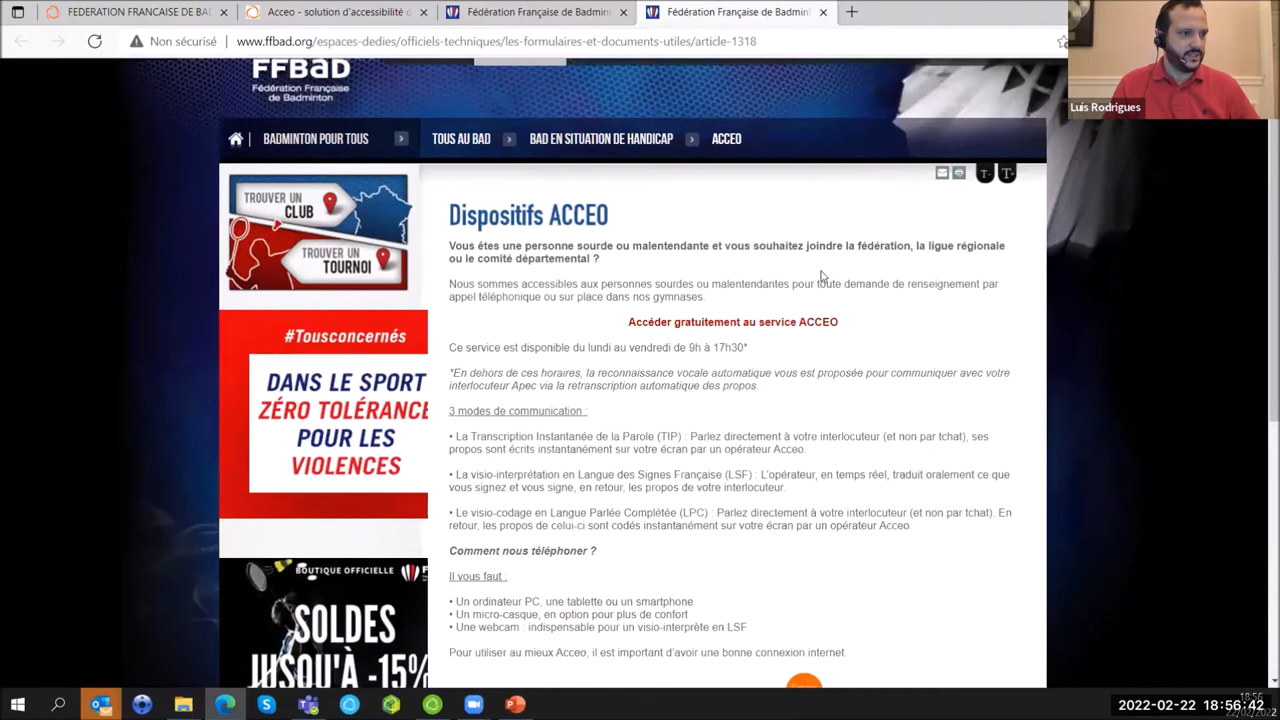 FEDERATION FRANCAISE DE BA
Acceo - solution d'accessibilité
Fédération Française de Badmint
Fédération Française de Badmint
Non sécurisé
www.ffbad.org/espaces-dedies/officiels-techniques/les-formulaires-et-documents-utiles/article-1318
Luis Rodrigues
FFBaD
Fédération Française
de Badminton
BADMINTON POUR TOUS
TOUS AU BAD
BAD EN SITUATION DE HANDICAP
ACCEO
T-
T+
TROUVER UN
CLUB
TROUVER UN
TOURNOI
#Tousconcernés
DANS LE SPORT
ZÉRO TOLÉRANCE
POUR LES
VIOLENCES
BOUTIQUE OFFICIELLE
SOLDES
JUSQU'À -15%
Dispositifs ACCEO
Vous êtes une personne sourde ou malentendante et vous souhaitez joindre la fédération, la ligue régionale
ou le comité départemental ?
Nous sommes accessibles aux personnes sourdes ou malentendantes pour toute demande de renseignement par
appel téléphonique ou sur place dans nos gymnases.
Accéder gratuitement au service ACCEO
Ce service est disponible du lundi au vendredi de 9h à 17h30*
*En dehors de ces horaires, la reconnaissance vocale automatique vous est proposée pour communiquer avec votre
interlocuteur Apec via la retranscription automatique des propos.
3 modes de communication :
• La Transcription Instantanée de la Parole (TIP) : Parlez directement à votre interlocuteur (et non par tchat), ses
propos sont écrits instantanément sur votre écran par un opérateur Acceo.
• La visio-interprétation en Langue des Signes Française (LSF) : L'opérateur, en temps réel, traduit oralement ce que
vous signez et vous signe, en retour, les propos de votre interlocuteur.
• Le visio-codage en Langue Parlée Complétée (LPC) : Parlez directement à votre interlocuteur (et non par tchat). En
retour, les propos de celui-ci sont codés instantanément sur votre écran par un opérateur Acceo.
Comment nous téléphoner ?
Il vous faut :
• Un ordinateur PC, une tablette ou un smartphone
• Un micro-casque, en option pour plus de confort
• Une webcam : indispensable pour un visio-interprète en LSF
Pour utiliser au mieux Acceo, il est important d'avoir une bonne connexion internet.
18:56
2022-02-22 18:56:42
22/02/2022